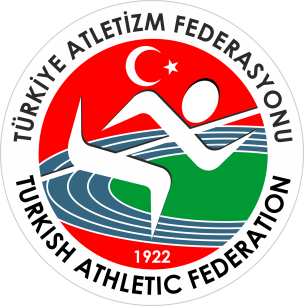 TÜRKİYE ATLETİZM FEDERASYONU
1922
TURKISH ATHLETIC FEDERATION